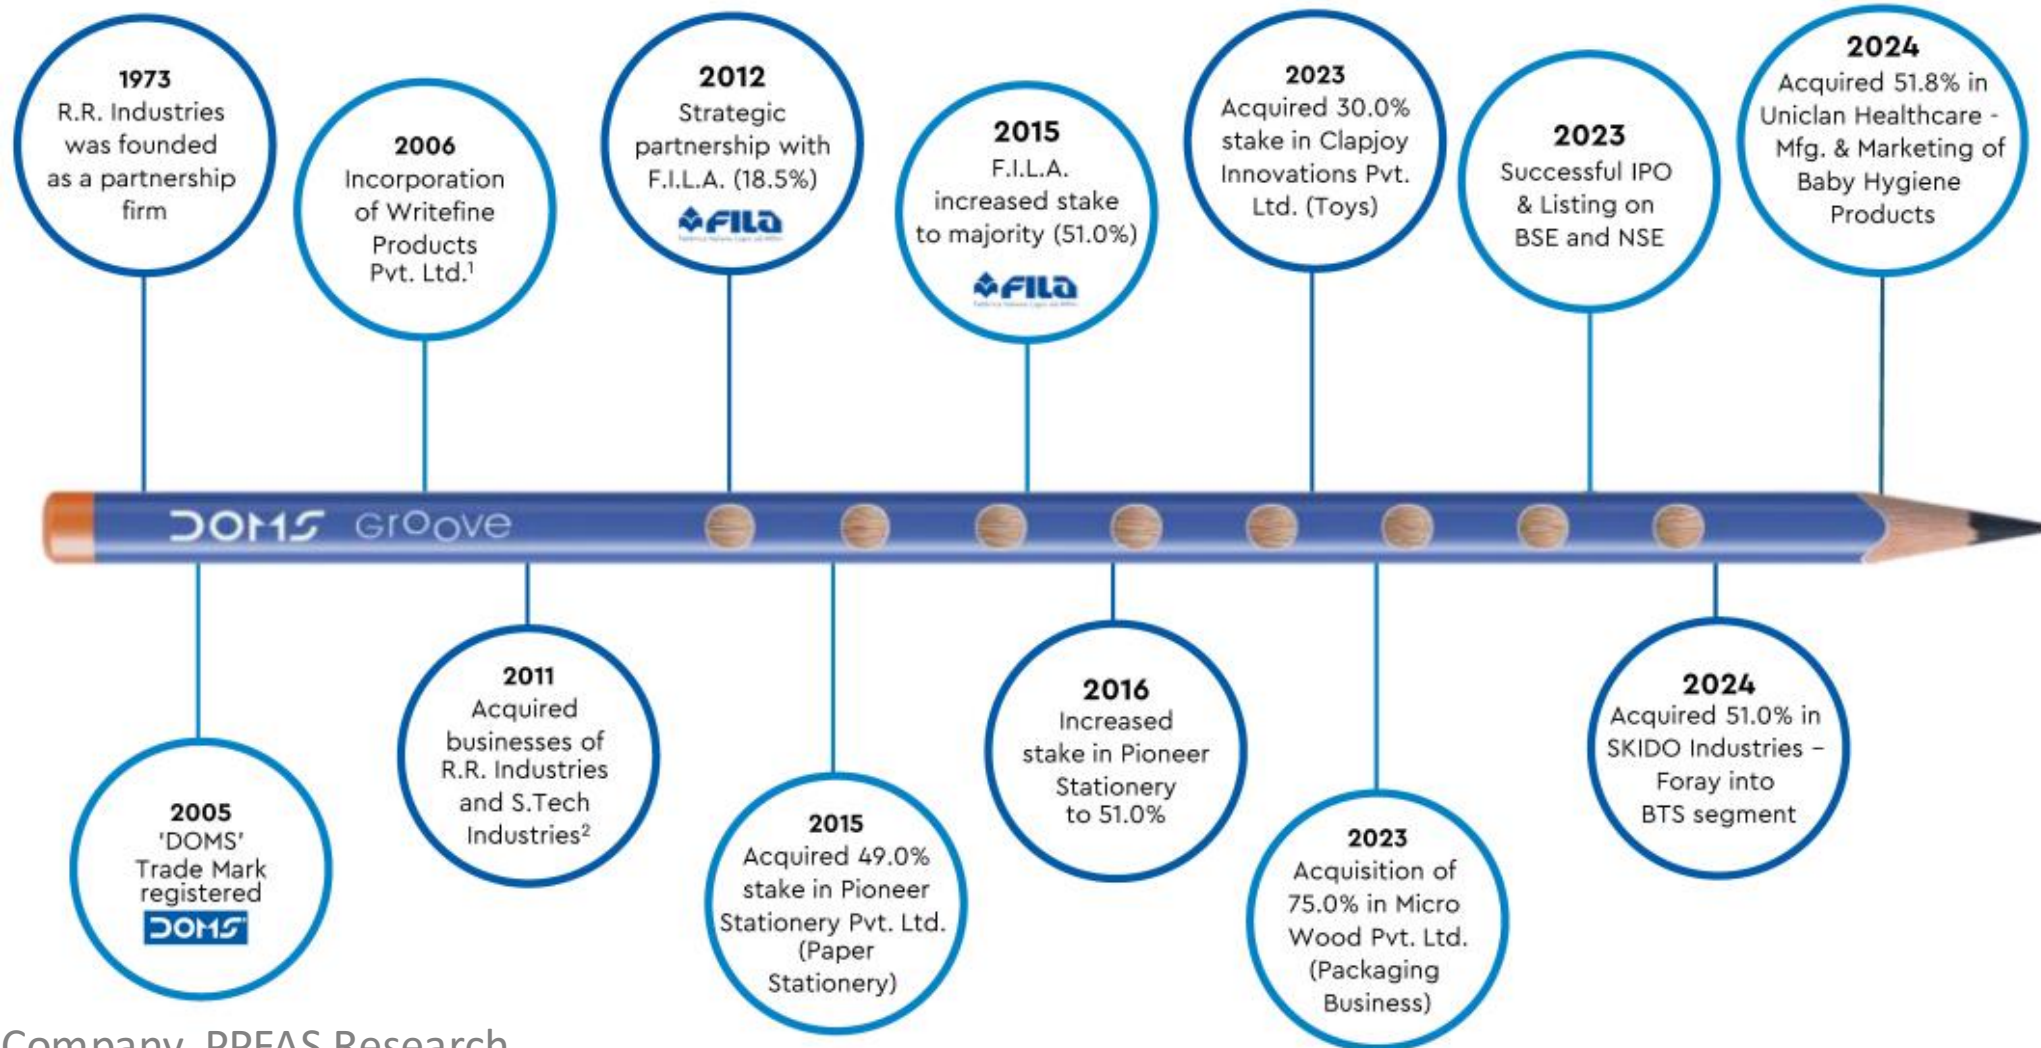 1973
R.R. Industries
was founded
as a partnership
firm
2006
Incorporation
of Writefine
Products
Pvt. Ltd.¹
2012
Strategic
partnership with
F.I.L.A. (18.5%)
FILA
2015
F.I.L.A.
increased stake
to majority (51.0%)
FILA
2023
Acquired 30.0%
stake in Clapjoy
Innovations Pvt.
Ltd. (Toys)
2023
Successful IPO
& Listing on
BSE and NSE
2024
Acquired 51.8% in
Uniclan Healthcare -
Mfg. & Marketing of
Baby Hygiene
Products
DOMS Groove
2005
'DOMS'
Trade Mark
registered
DOMS
2011
Acquired
businesses of
R.R. Industries
and S.Tech
Industries²
2015
Acquired 49.0%
stake in Pioneer
Stationery Pvt. Ltd.
(Paper
Stationery)
2016
Increased
stake in Pioneer
Stationery
to 51.0%
2023
Acquisition of
75.0% in Micro
Wood Pvt. Ltd.
(Packaging
Business)
2024
Acquired 51.0% in
SKIDO Industries –
Foray into
BTS segment
Company, PPFAS Research